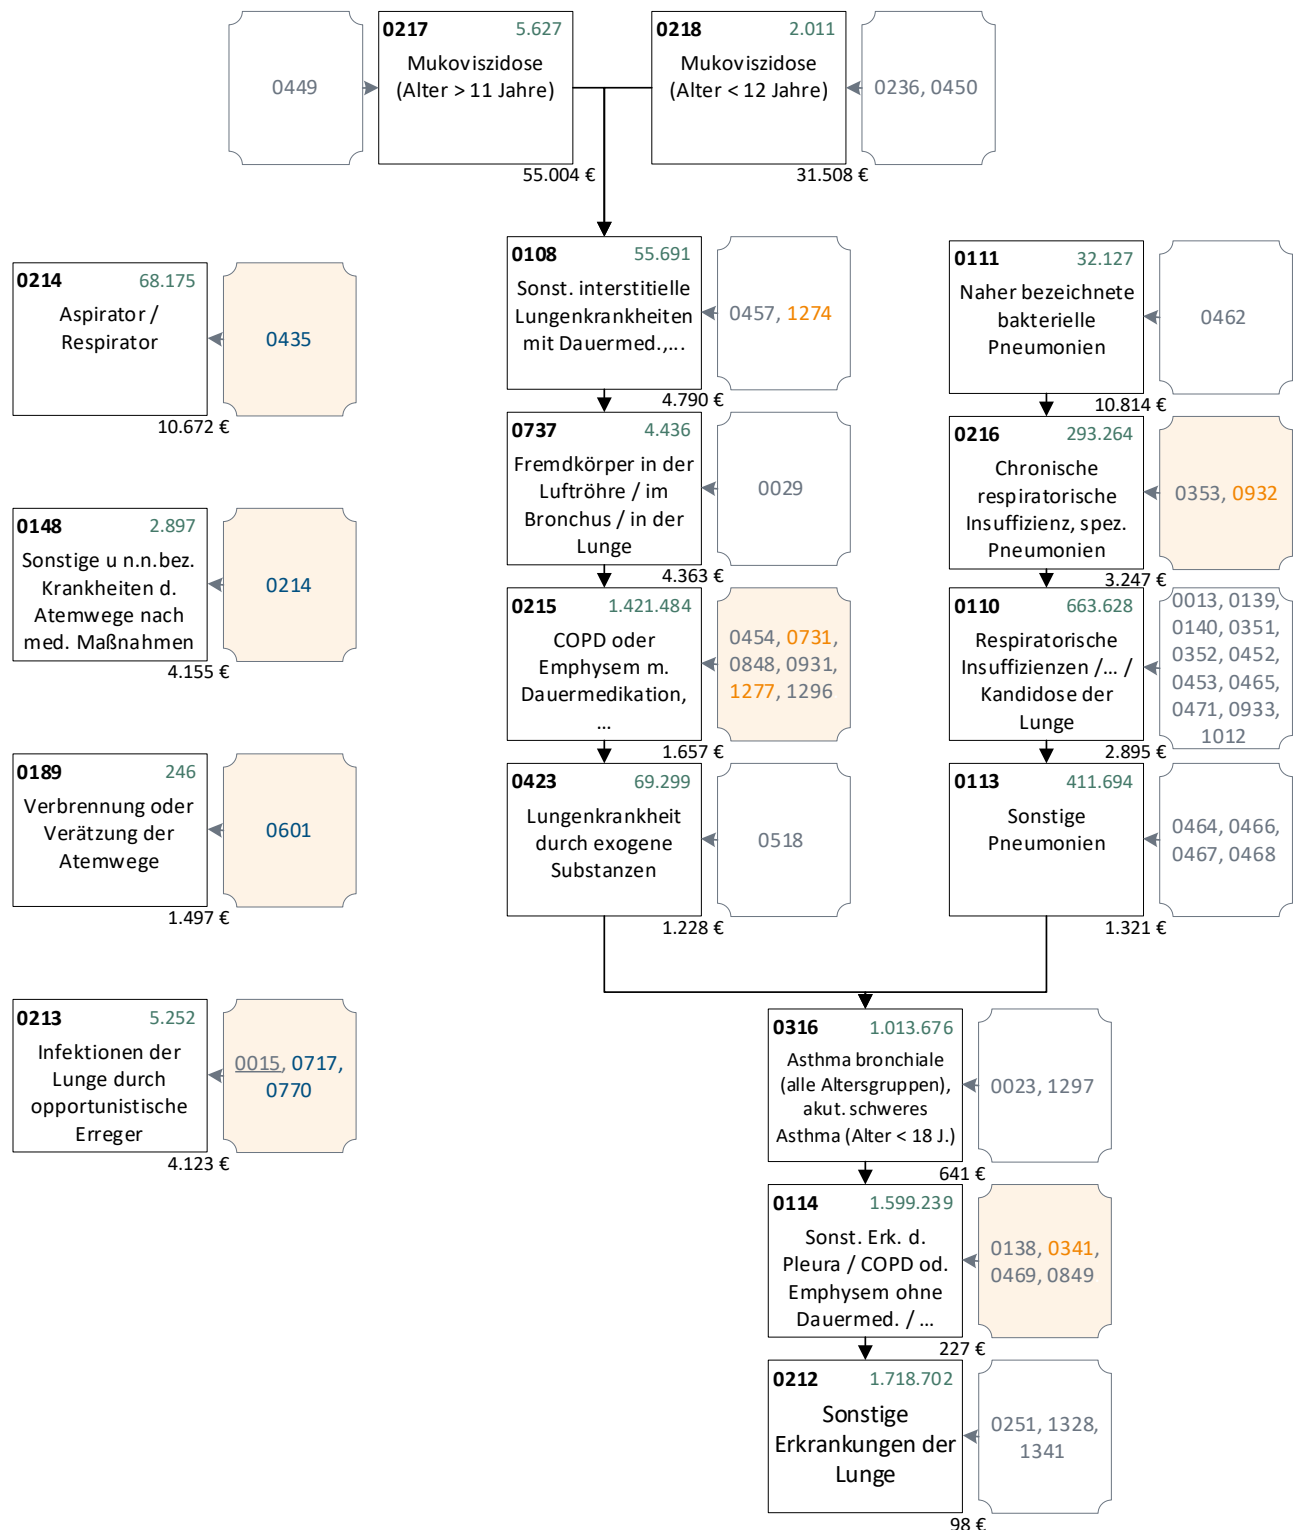 0449
0217 5.627
Mukoviszidose
(Alter > 11 Jahre)
55.004 €
0218 2.011
Mukoviszidose
(Alter < 12 Jahre)
31.508 €
0236, 0450
0214 68.175
Aspirator /
Respirator
10.672 €
0435
0148 2.897
Sonstige u n.n.bez.
Krankheiten d.
Atemwege nach
med. Maßnahmen
4.155 €
0214
0189 246
Verbrennung oder
Verätzung der
Atemwege
1.497 €
0601
0213 5.252
Infektionen der
Lunge durch
opportunistische
Erreger
4.123 €
0015, 0717,
0770
0108 55.691
Sonst. interstitielle
Lungenkrankheiten
mit Dauermed.,...
4.790 €
0457, 1274
0737 4.436
Fremdkörper in der
Luftröhre / im
Bronchus / in der
Lunge
4.363 €
0029
0215 1.421.484
COPD oder
Emphysem m.
Dauermedikation,
...
1.657 €
0454, 0731,
0848, 0931,
1277, 1296
0423 69.299
Lungenkrankheit
durch exogene
Substanzen
1.228 €
0518
0111 32.127
Naher bezeichnete
bakterielle
Pneumonien
10.814 €
0462
0216 293.264
Chronische
respiratorische
Insuffizienz, spez.
Pneumonien
3.247 €
0353, 0932
0110 663.628
Respiratorische
Insuffizienzen /... /
Kandidose der
Lunge
2.895 €
0013, 0139,
0140, 0351,
0352, 0452,
0453, 0465,
0471, 0933,
1012
0113 411.694
Sonstige
Pneumonien
1.321 €
0464, 0466,
0467, 0468
0316 1.013.676
Asthma bronchiale
(alle Altersgruppen),
akut. schweres
Asthma (Alter < 18 J.)
641 €
0023, 1297
0114 1.599.239
Sonst. Erk. d.
Pleura / COPD od.
Emphysem ohne
Dauermed. / ...
227 €
0138, 0341,
0469, 0849
0212 1.718.702
Sonstige
Erkrankungen der
Lunge
98 €
0251, 1328,
1341